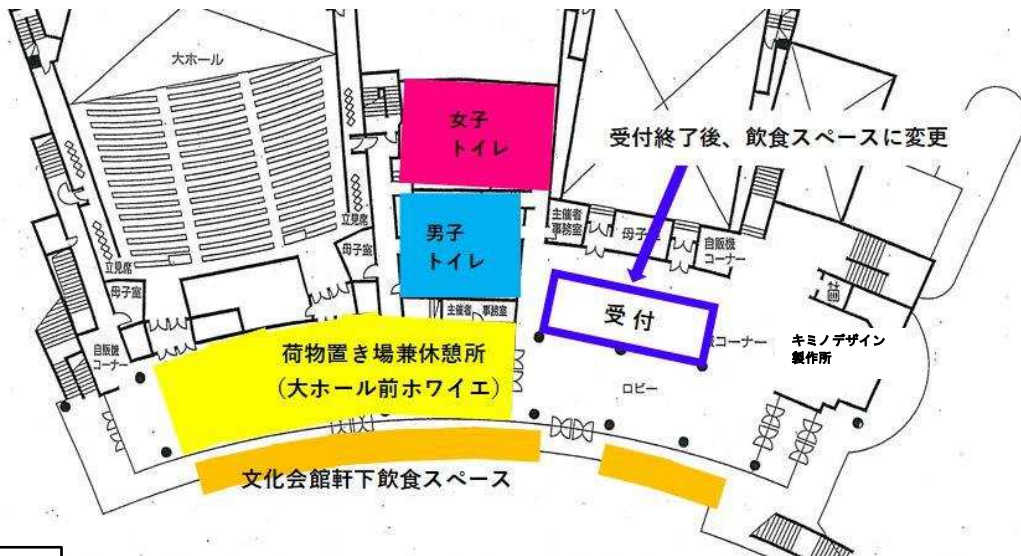 大ホール
女子
トイレ
受付終了後、飲食スペースに変更
立見席
母子室
男子
トイレ
主催者
事務室
母子室
自販機
コーナー
立見席
母子室
主催者 事務室
受付
コーナー
キミノデザイン
製作所
自販機
コーナー
荷物置き場兼休憩所
(大ホール前ホワイエ)
ロビー
文化会館軒下飲食スペース